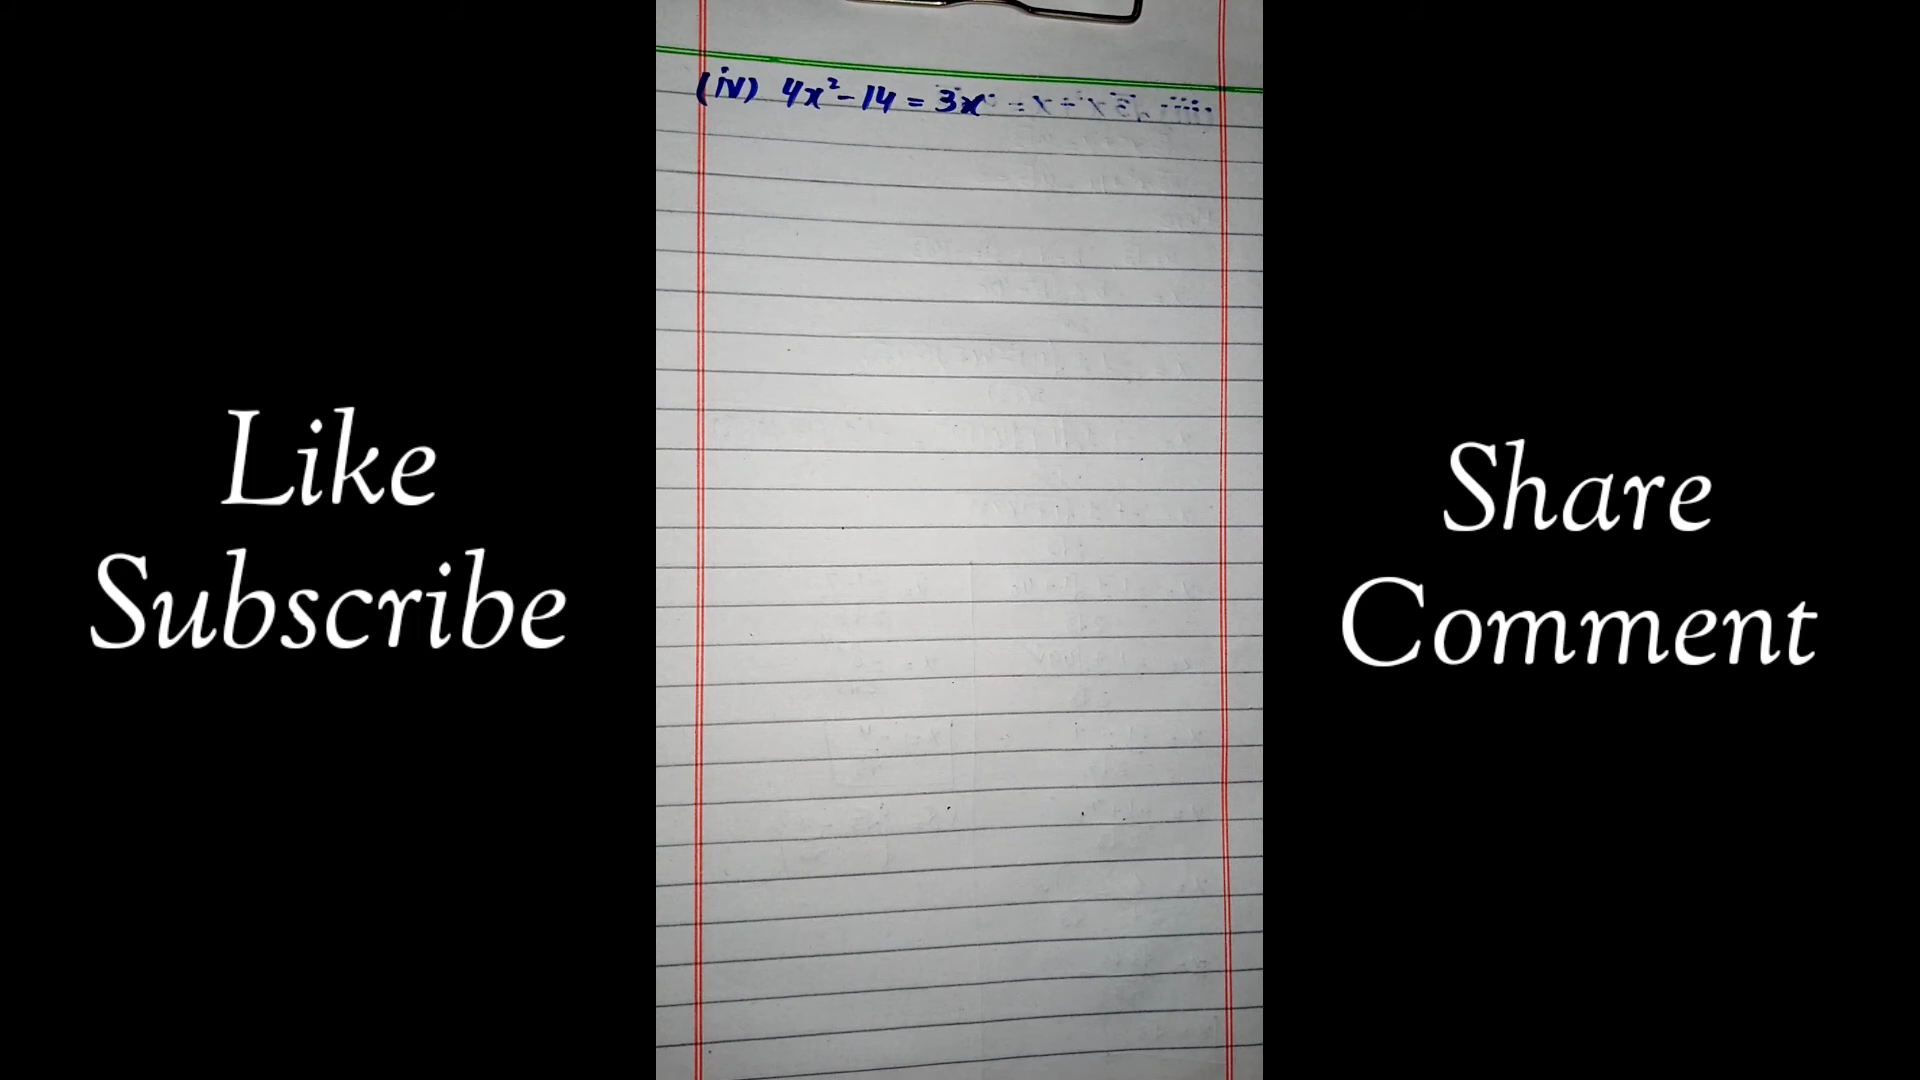 (iv) 4x² - 14 = 3x
Like
Subscribe
Share
Comment